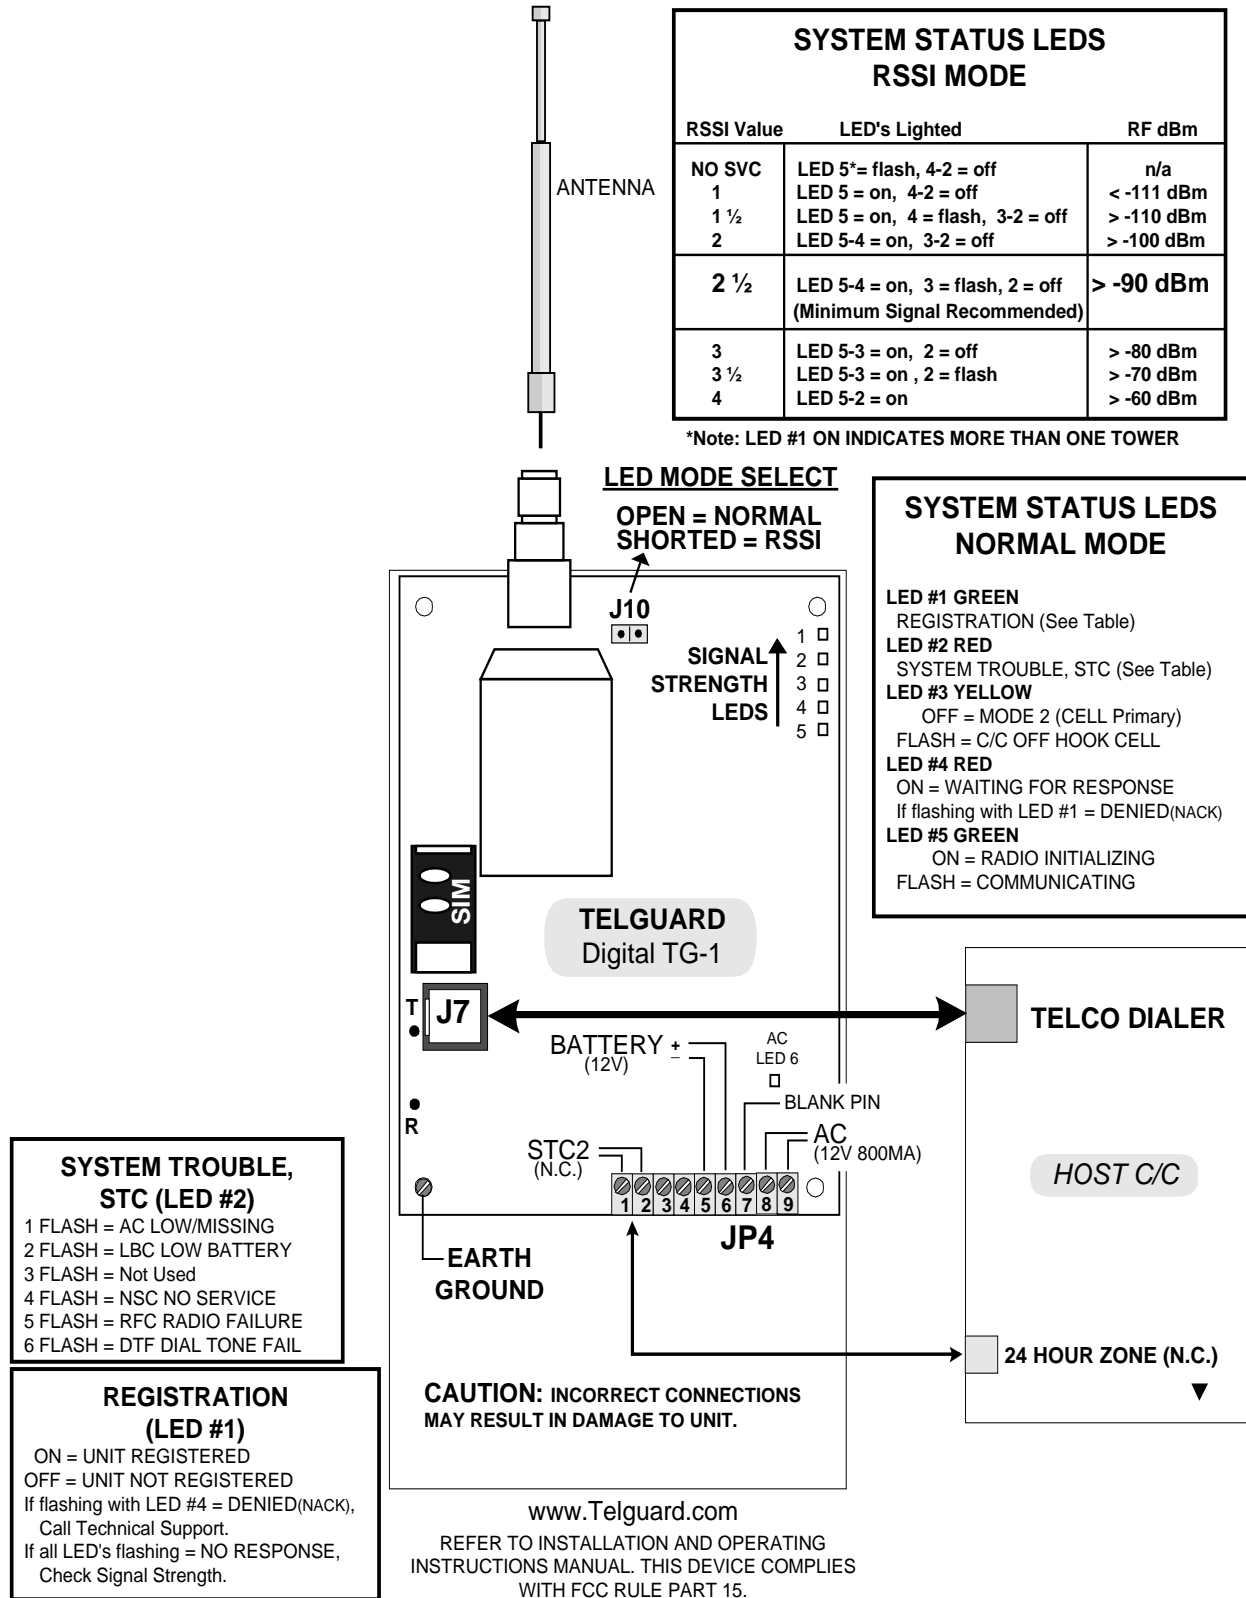 SYSTEM STATUS LEDS
RSSI MODE
RSSI Value LED's Lighted RF dBm
NO SVC LED 5*= flash, 4-2 = off n/a
1 LED 5 = on, 4-2 = off < -111 dBm
1 ½ LED 5 = on, 4 = flash, 3-2 = off > -110 dBm
2 LED 5-4 = on, 3-2 = off > -100 dBm
2 ½ LED 5-4 = on, 3 = flash, 2 = off > -90 dBm
(Minimum Signal Recommended)
3 LED 5-3 = on, 2 = off > -80 dBm
3 ½ LED 5-3 = on , 2 = flash > -70 dBm
4 LED 5-2 = on > -60 dBm
*Note: LED #1 ON INDICATES MORE THAN ONE TOWER
ANTENNA
LED MODE SELECT
OPEN = NORMAL
SHORTED = RSSI
J10
SIGNAL
STRENGTH
LEDS
1
2
3
4
5
SYSTEM STATUS LEDS
NORMAL MODE
LED #1 GREEN
REGISTRATION (See Table)
LED #2 RED
SYSTEM TROUBLE, STC (See Table)
LED #3 YELLOW
OFF = MODE 2 (CELL Primary)
FLASH = C/C OFF HOOK CELL
LED #4 RED
ON = WAITING FOR RESPONSE
If flashing with LED #1 = DENIED(NACK)
LED #5 GREEN
ON = RADIO INITIALIZING
FLASH = COMMUNICATING
SIM
TELGUARD
Digital TG-1
T
J7
R
TELCO DIALER
BATTERY + −
(12V)
AC
LED 6
BLANK PIN
AC
(12V 800MA)
STC2
(N.C.)
1 2 3 4 5 6 7 8 9
JP4
EARTH
GROUND
HOST C/C
24 HOUR ZONE (N.C.)
CAUTION: INCORRECT CONNECTIONS
MAY RESULT IN DAMAGE TO UNIT.
SYSTEM TROUBLE,
STC (LED #2)
1 FLASH = AC LOW/MISSING
2 FLASH = LBC LOW BATTERY
3 FLASH = Not Used
4 FLASH = NSC NO SERVICE
5 FLASH = RFC RADIO FAILURE
6 FLASH = DTF DIAL TONE FAIL
REGISTRATION
(LED #1)
ON = UNIT REGISTERED
OFF = UNIT NOT REGISTERED
If flashing with LED #4 = DENIED(NACK),
Call Technical Support.
If all LED's flashing = NO RESPONSE,
Check Signal Strength.
www.Telguard.com
REFER TO INSTALLATION AND OPERATING
INSTRUCTIONS MANUAL. THIS DEVICE COMPLIES
WITH FCC RULE PART 15.